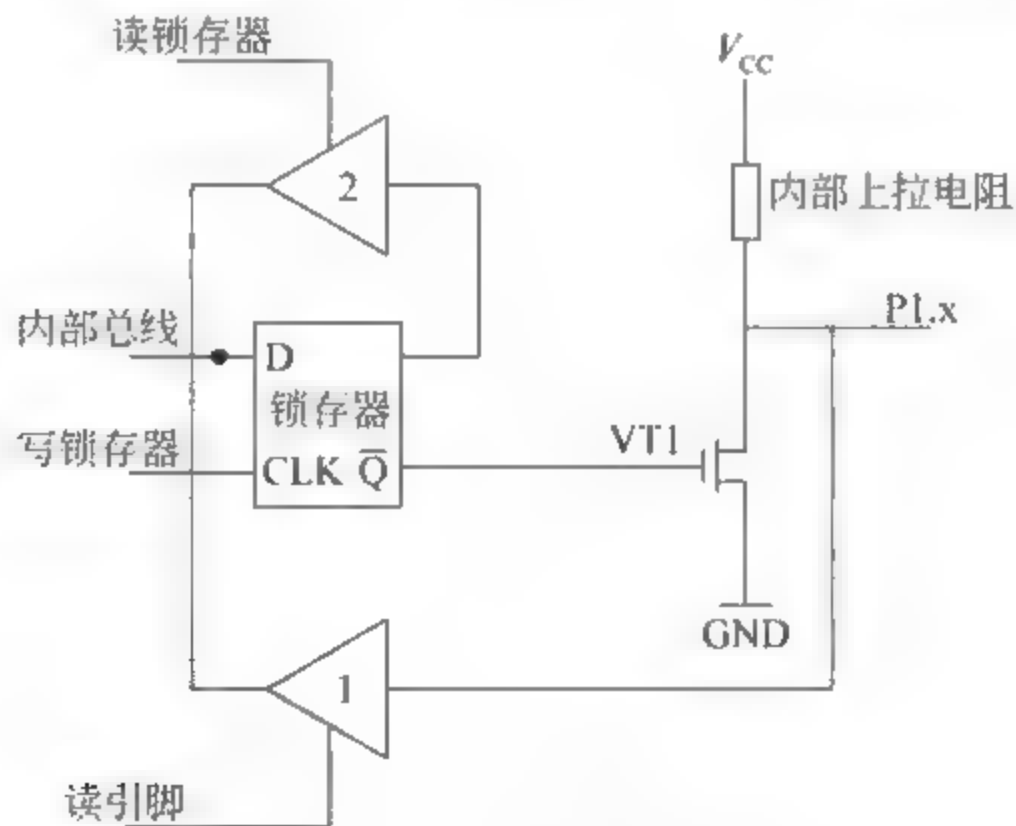 读锁存器
V_CC
2
内部上拉电阻
内部总线
D
P1.x
锁存器
写锁存器
CLK Q̅
VT1
GND
1
读引脚